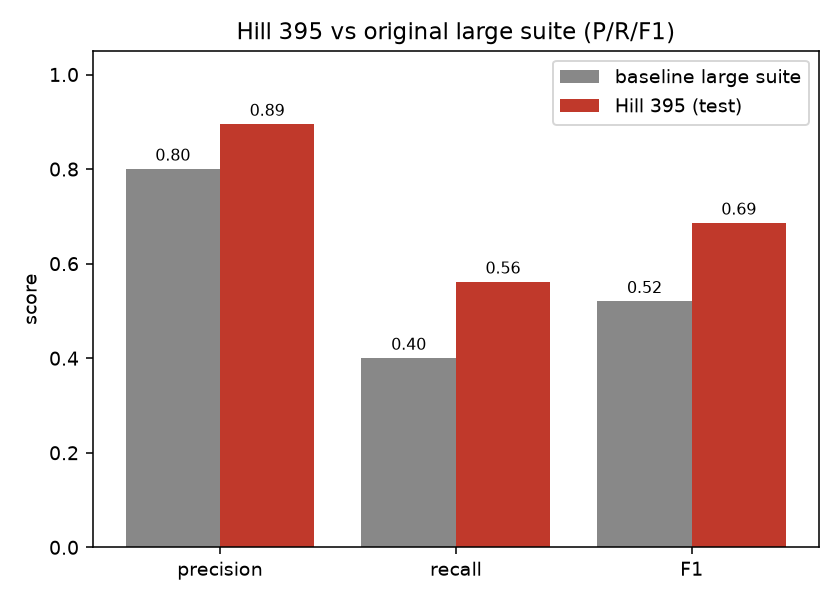 Hill 395 vs original large suite (P/R/F1)
baseline large suite
Hill 395 (test)
score
1.0
0.8
0.6
0.4
0.2
0.0
0.80
0.89
0.40
0.56
0.52
0.69
precision
recall
F1